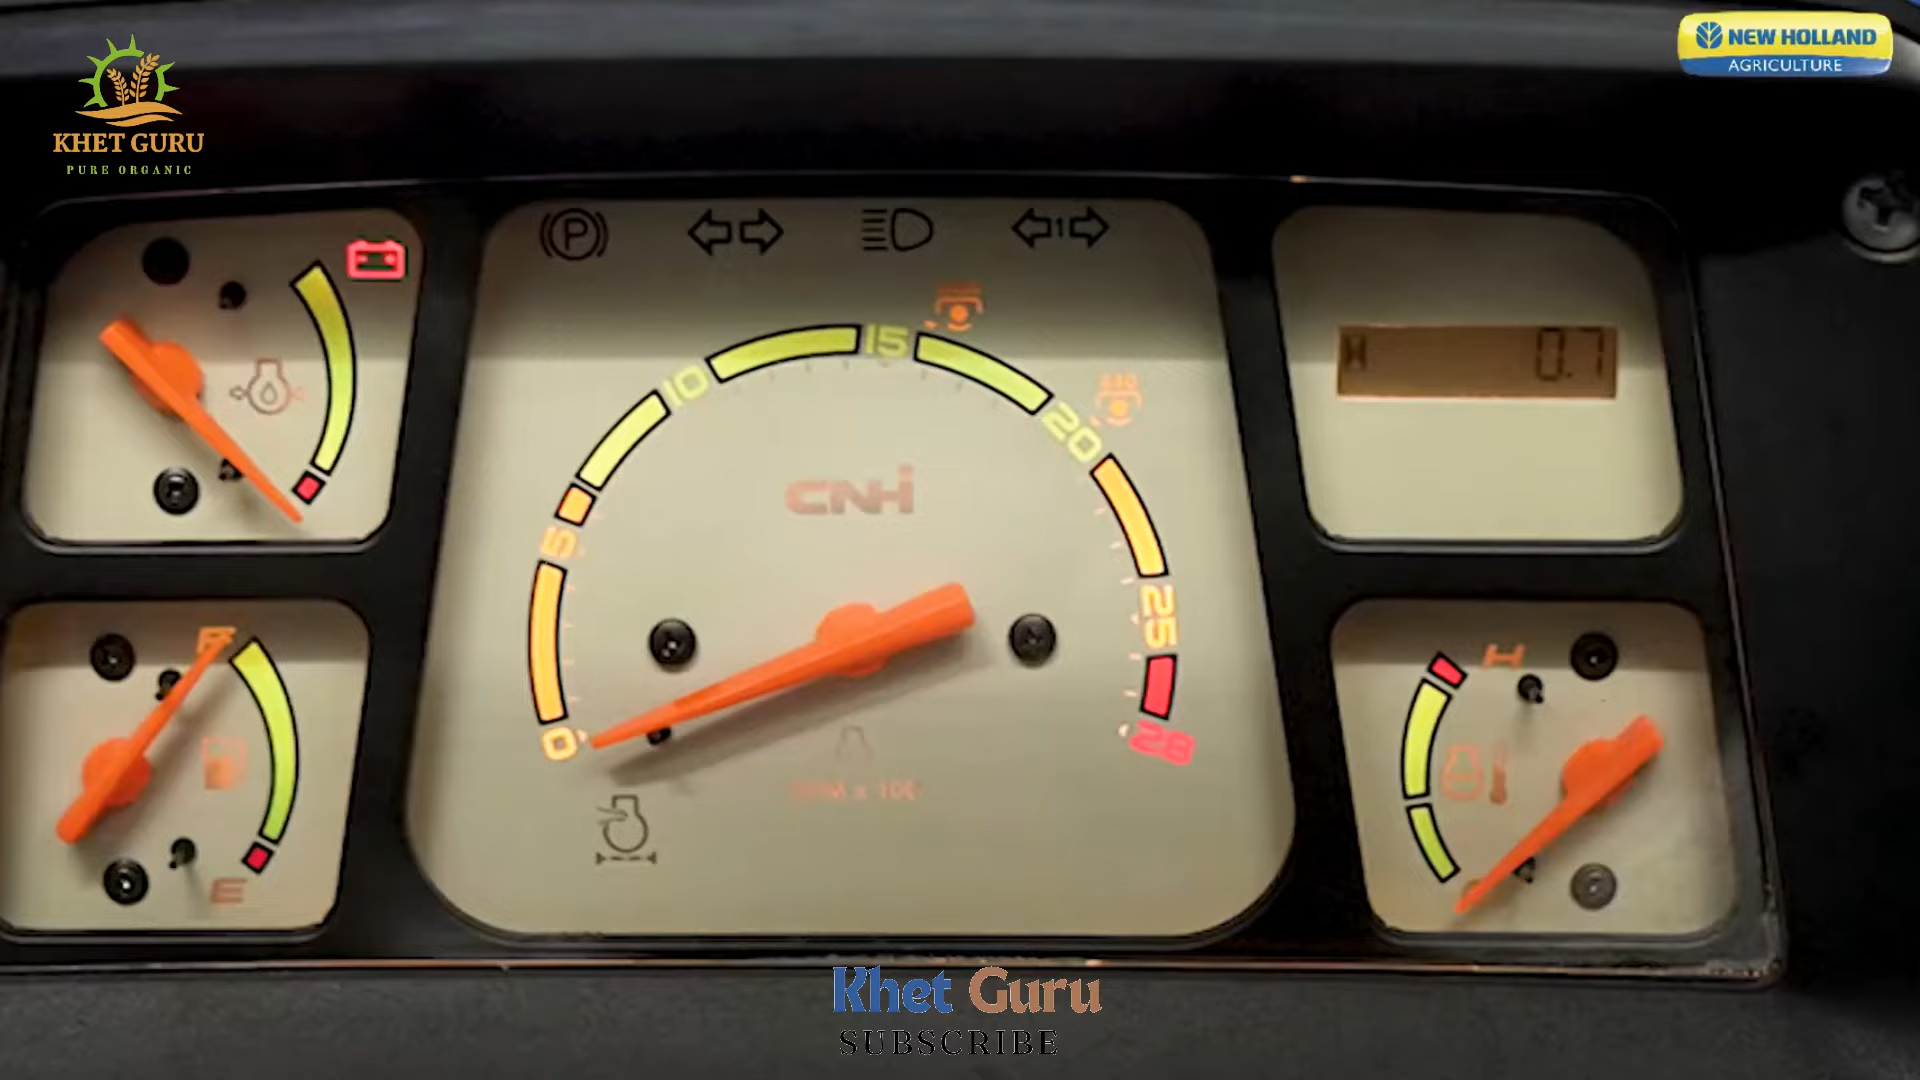 KHET GURU
PURE ORGANIC
NEW HOLLAND
AGRICULTURE
P
1
15
10
20
5
25
0
28
CNH
H 0.7
F
E
H
Khet Guru
SUBSCRIBE